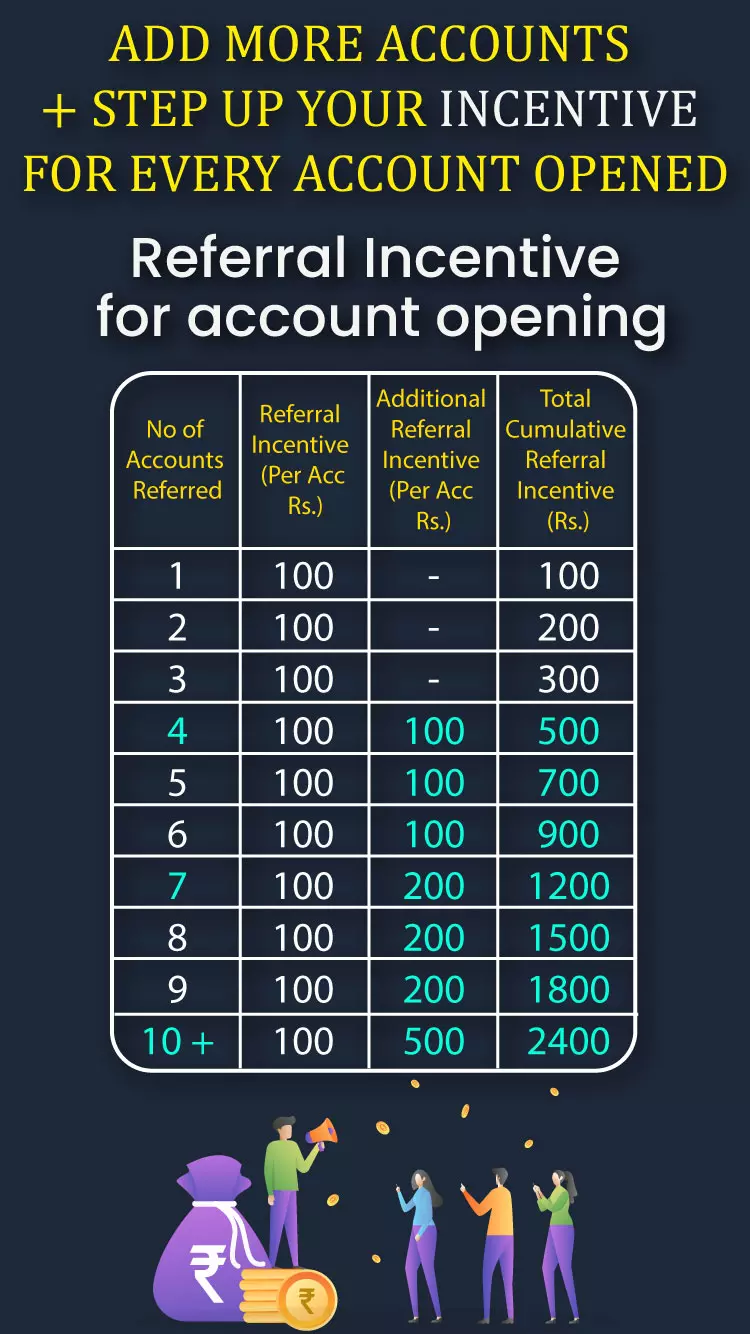 ADD MORE ACCOUNTS
+ STEP UP YOUR INCENTIVE
FOR EVERY ACCOUNT OPENED
Referral Incentive
for account opening
No of
Accounts
Referred
Referral
Incentive
(Per Acc
Rs.)
Additional
Referral
Incentive
(Per Acc
Rs.)
Total
Cumulative
Referral
Incentive
(Rs.)
1 100 - 100
2 100 - 200
3 100 - 300
4 100 100 500
5 100 100 700
6 100 100 900
7 100 200 1200
8 100 200 1500
9 100 200 1800
10 + 100 500 2400
₹
₹